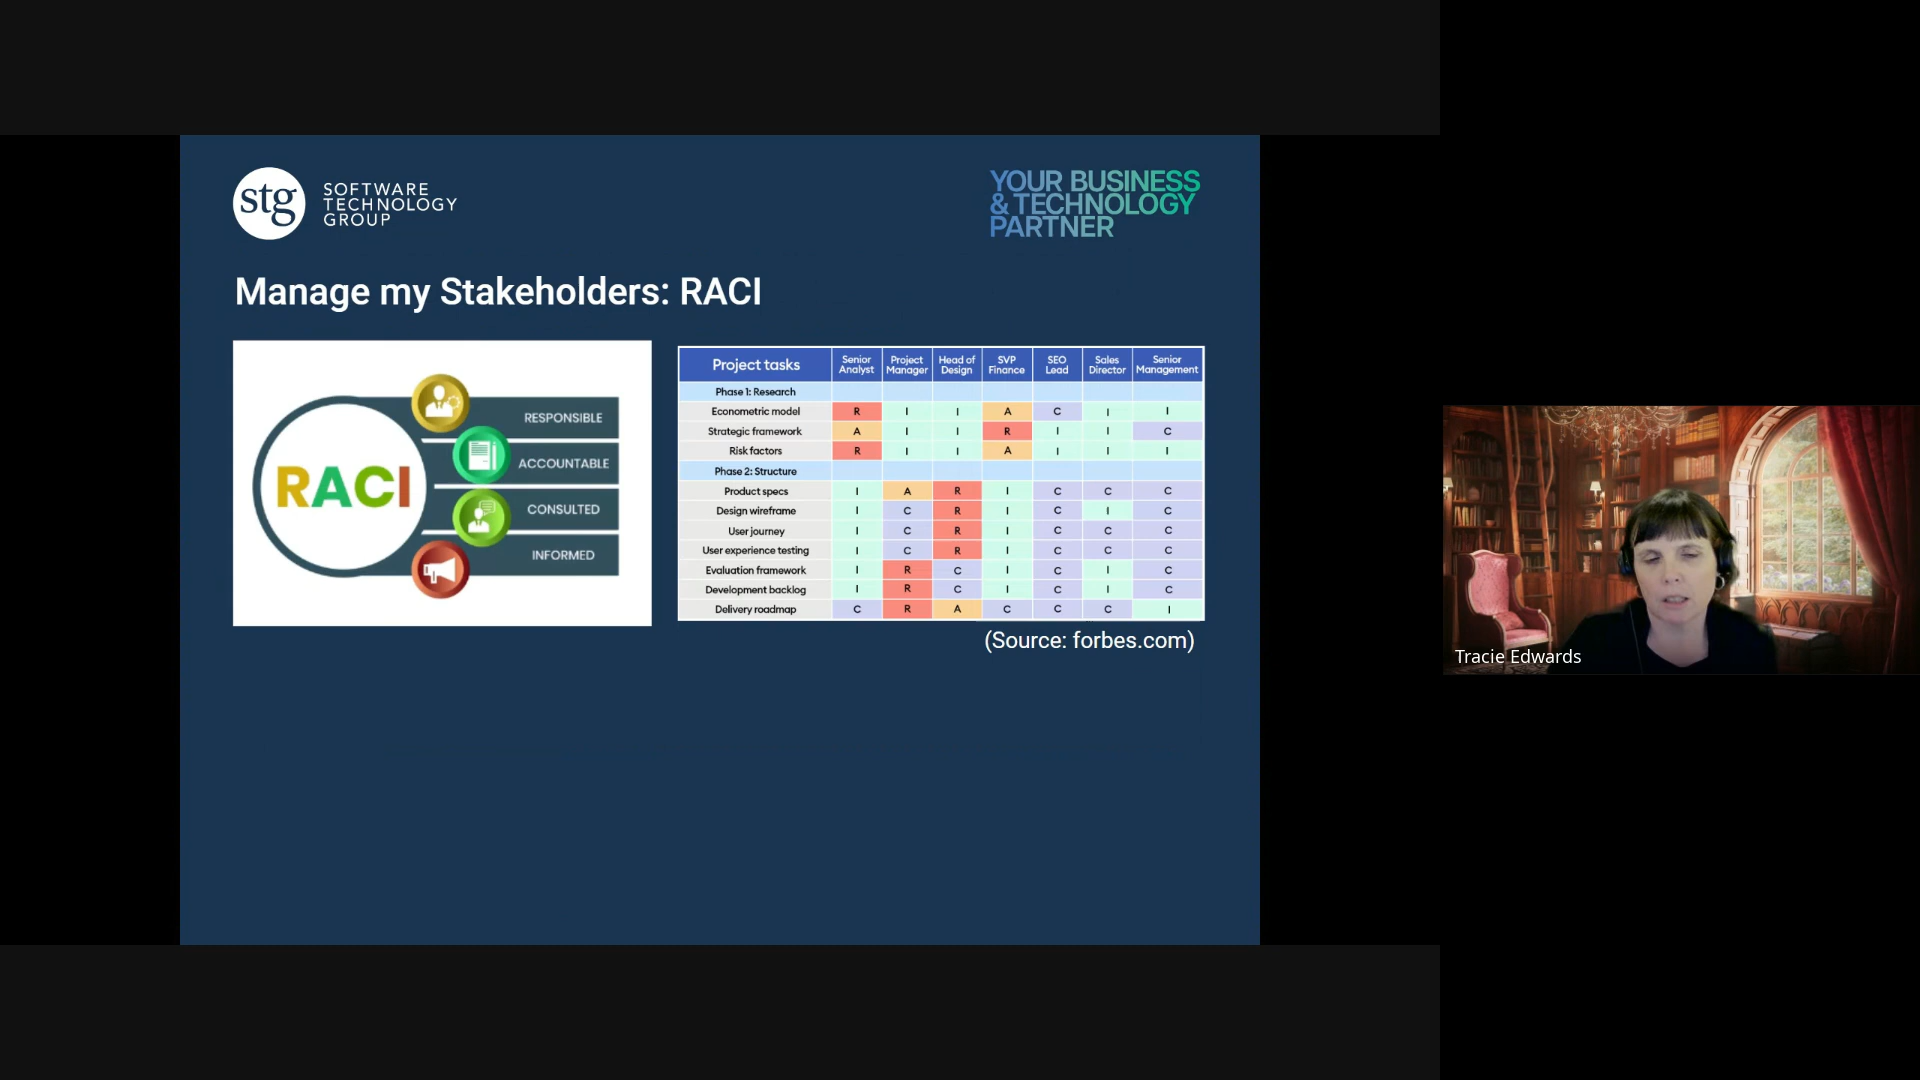 stg
SOFTWARE
TECHNOLOGY
GROUP
YOUR BUSINESS
& TECHNOLOGY
PARTNER
Manage my Stakeholders: RACI
RACI
RESPONSIBLE
ACCOUNTABLE
CONSULTED
INFORMED
Project tasks Senior Analyst Project Manager Head of Design SVP Finance SEO Lead Sales Director Senior Management
Phase 1: Research
Econometric model R I I A C I I
Strategic framework A I I R I I C
Risk factors R I I A I I I
Phase 2: Structure
Product specs I A R I C C C
Design wireframe I C R I C I C
User journey I C R I C C C
User experience testing I C R I C C C
Evaluation framework I R C I C I C
Development backlog I R C I C I C
Delivery roadmap C R A C C C I
(Source: forbes.com)
Tracie Edwards